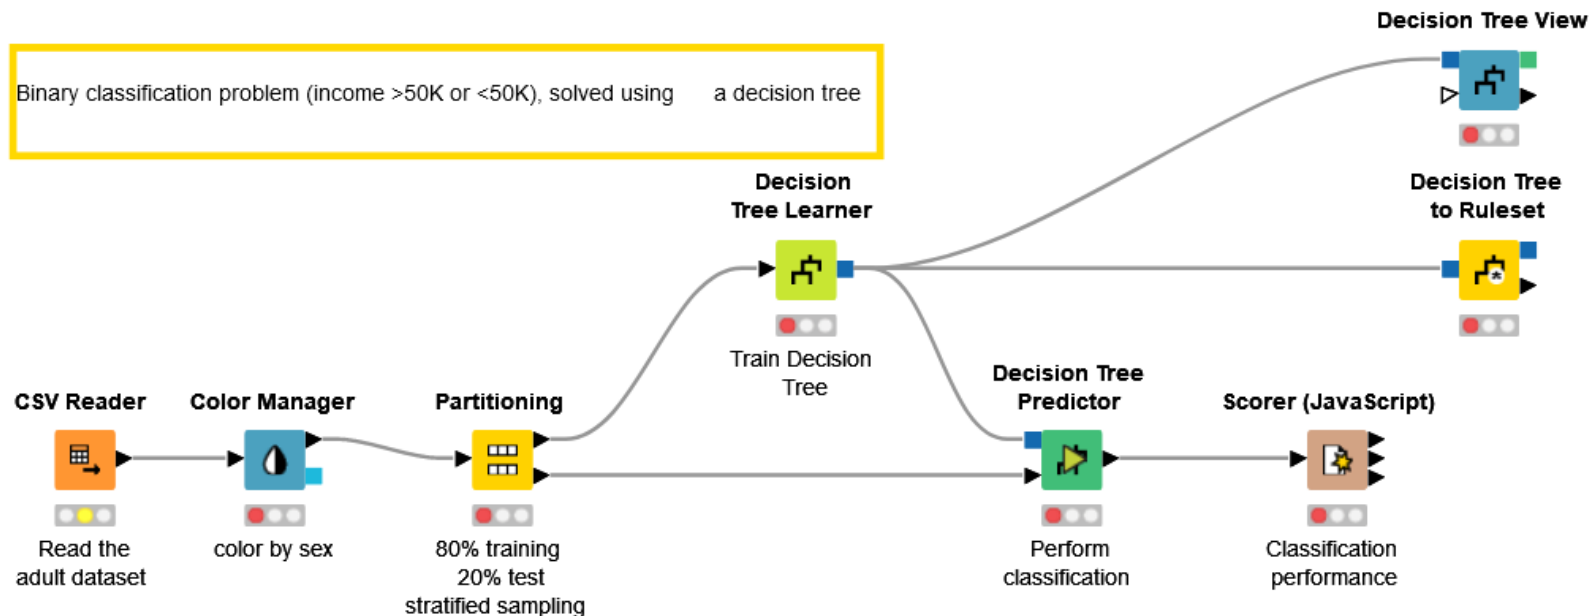 Decision Tree View
Binary classification problem (income >50K or <50K), solved using a decision tree
Decision
Tree Learner
Decision Tree
to Ruleset
Train Decision
Tree
CSV Reader
Color Manager
Partitioning
Decision Tree
Predictor
Scorer (JavaScript)
Read the
adult dataset
color by sex
80% training
20% test
stratified sampling
Perform
classification
Classification
performance